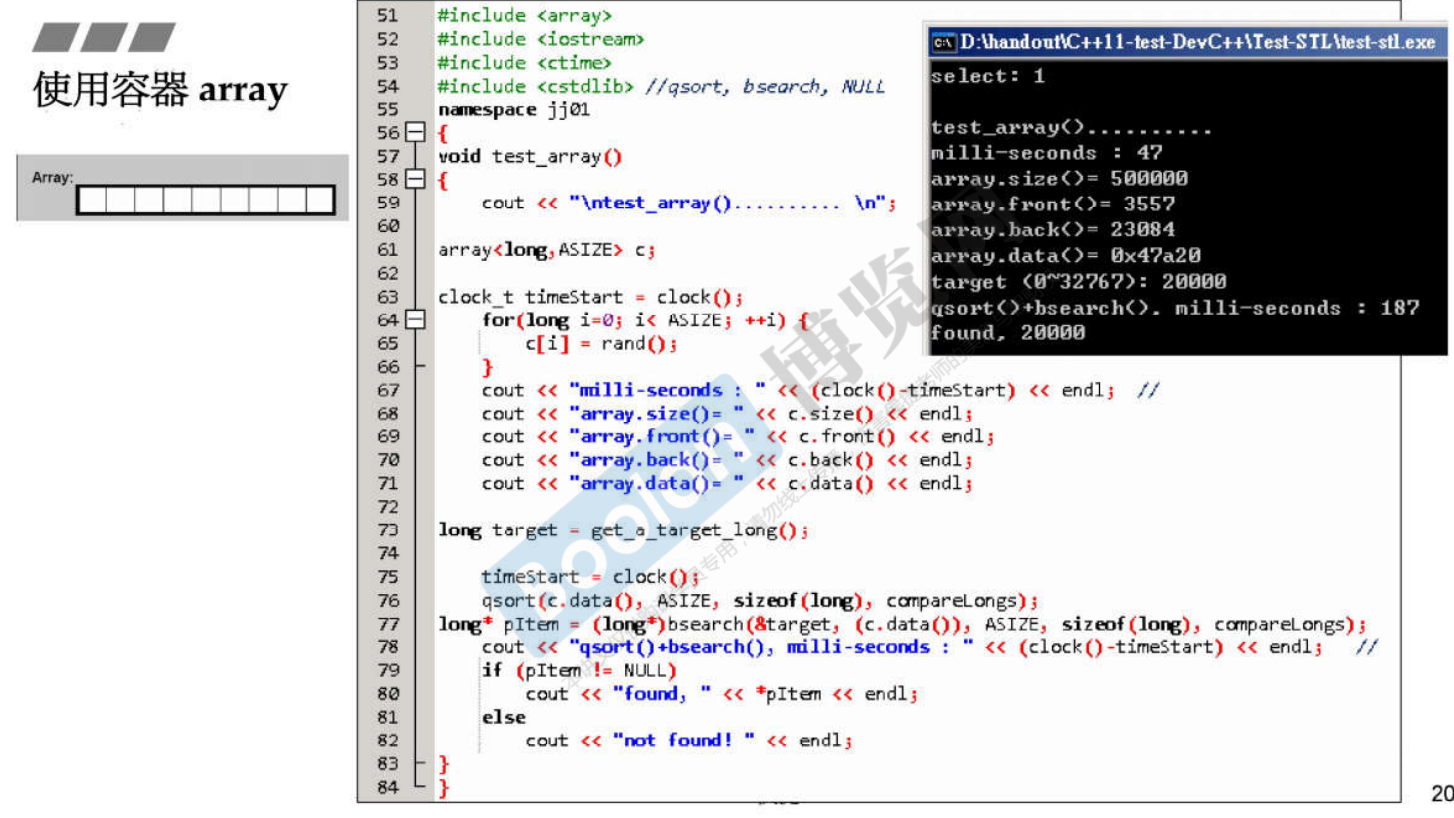 使用容器 array
Array:
51 #include <array>
52 #include <iostream>
53 #include <ctime>
54 #include <cstdlib> //qsort, bsearch, NULL
55 namespace jj01
56 {
57 void test_array()
58 {
59 cout << "\ntest_array().......... \n";
60
61 array<long,ASIZE> c;
62
63 clock_t timeStart = clock();
64 for(long i=0; i< ASIZE; ++i) {
65 c[i] = rand();
66 }
67 cout << "milli-seconds : " << (clock()-timeStart) << endl; //
68 cout << "array.size()= " << c.size() << endl;
69 cout << "array.front()= " << c.front() << endl;
70 cout << "array.back()= " << c.back() << endl;
71 cout << "array.data()= " << c.data() << endl;
72
73 long target = get_a_target_long();
74
75 timeStart = clock();
76 qsort(c.data(), ASIZE, sizeof(long), compareLongs);
77 long* pItem = (long*)bsearch(&target, (c.data()), ASIZE, sizeof(long), compareLongs);
78 cout << "qsort()+bsearch(), milli-seconds : " << (clock()-timeStart) << endl; //
79 if (pItem != NULL)
80 cout << "found, " << *pItem << endl;
81 else
82 cout << "not found! " << endl;
83 }
84 }
D:\handout\C++11-test-DevC++\Test-STL\test-stl.exe
select: 1
test_array()..........
milli-seconds : 47
array.size()= 500000
array.front()= 3557
array.back()= 23084
array.data()= 0x47a20
target (0~32767): 20000
qsort()+bsearch(), milli-seconds : 187
found, 20000
Boolan 博览网
20